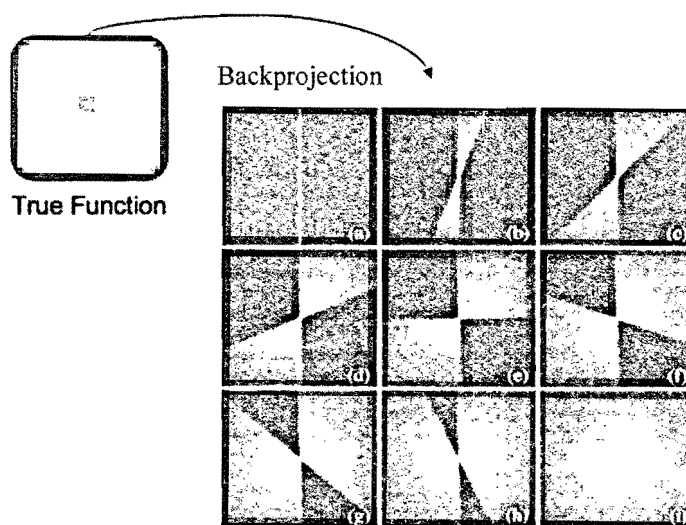 Backprojection
True Function
(a)
(b)
(c)
(d)
(e)
(f)
(g)
(h)
(i)